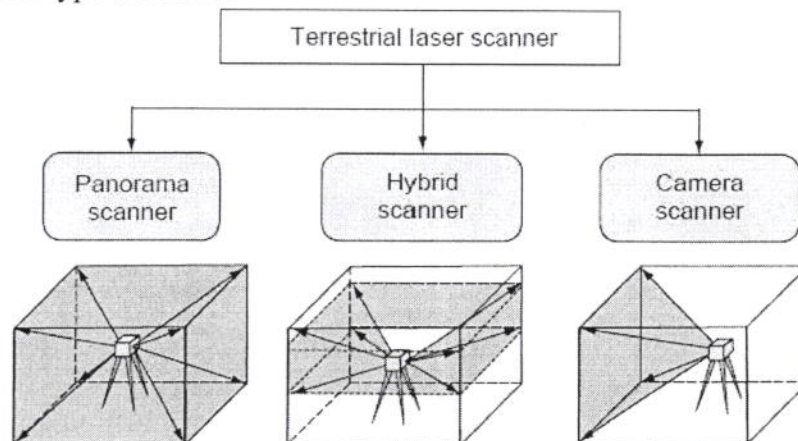 Terrestrial laser scanner
Panorama
scanner
Hybrid
scanner
Camera
scanner